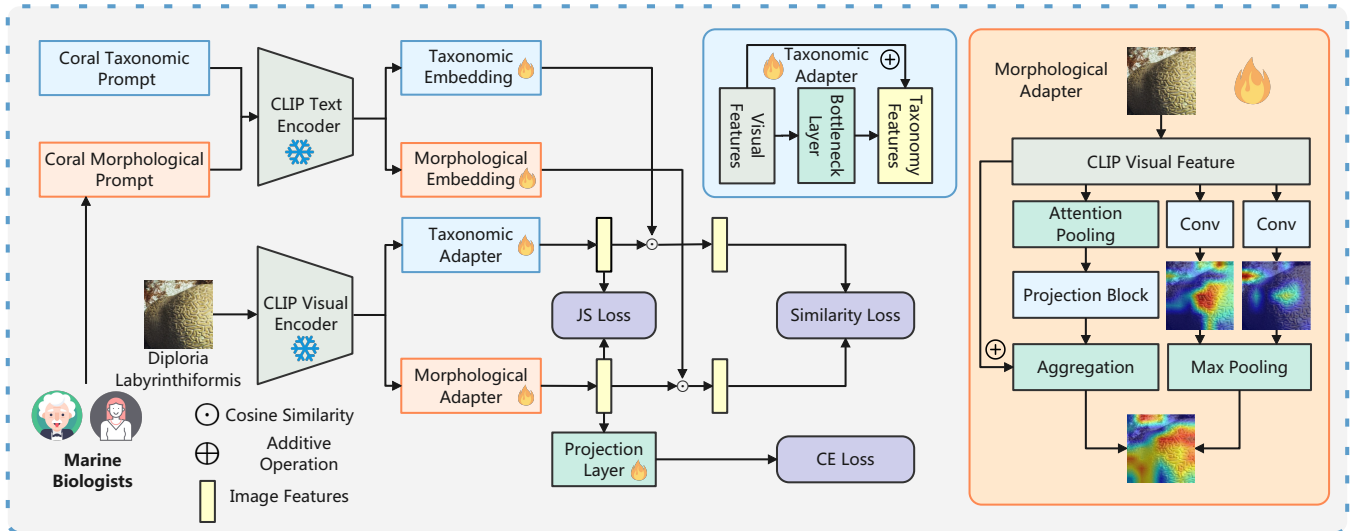 Coral Taxonomic
Prompt
Coral Morphological
Prompt
CLIP Text
Encoder
Taxonomic
Embedding
Morphological
Embedding
Diploria
Labyrinthiformis
CLIP Visual
Encoder
Taxonomic
Adapter
Morphological
Adapter
JS Loss
Similarity Loss
Projection
Layer
CE Loss
Marine
Biologists
Cosine Similarity
Additive
Operation
Image Features
Taxonomic
Adapter
Visual
Features
Bottleneck
Layer
Taxonomy
Features
Morphological
Adapter
CLIP Visual Feature
Attention
Pooling
Conv
Conv
Projection Block
Aggregation
Max Pooling